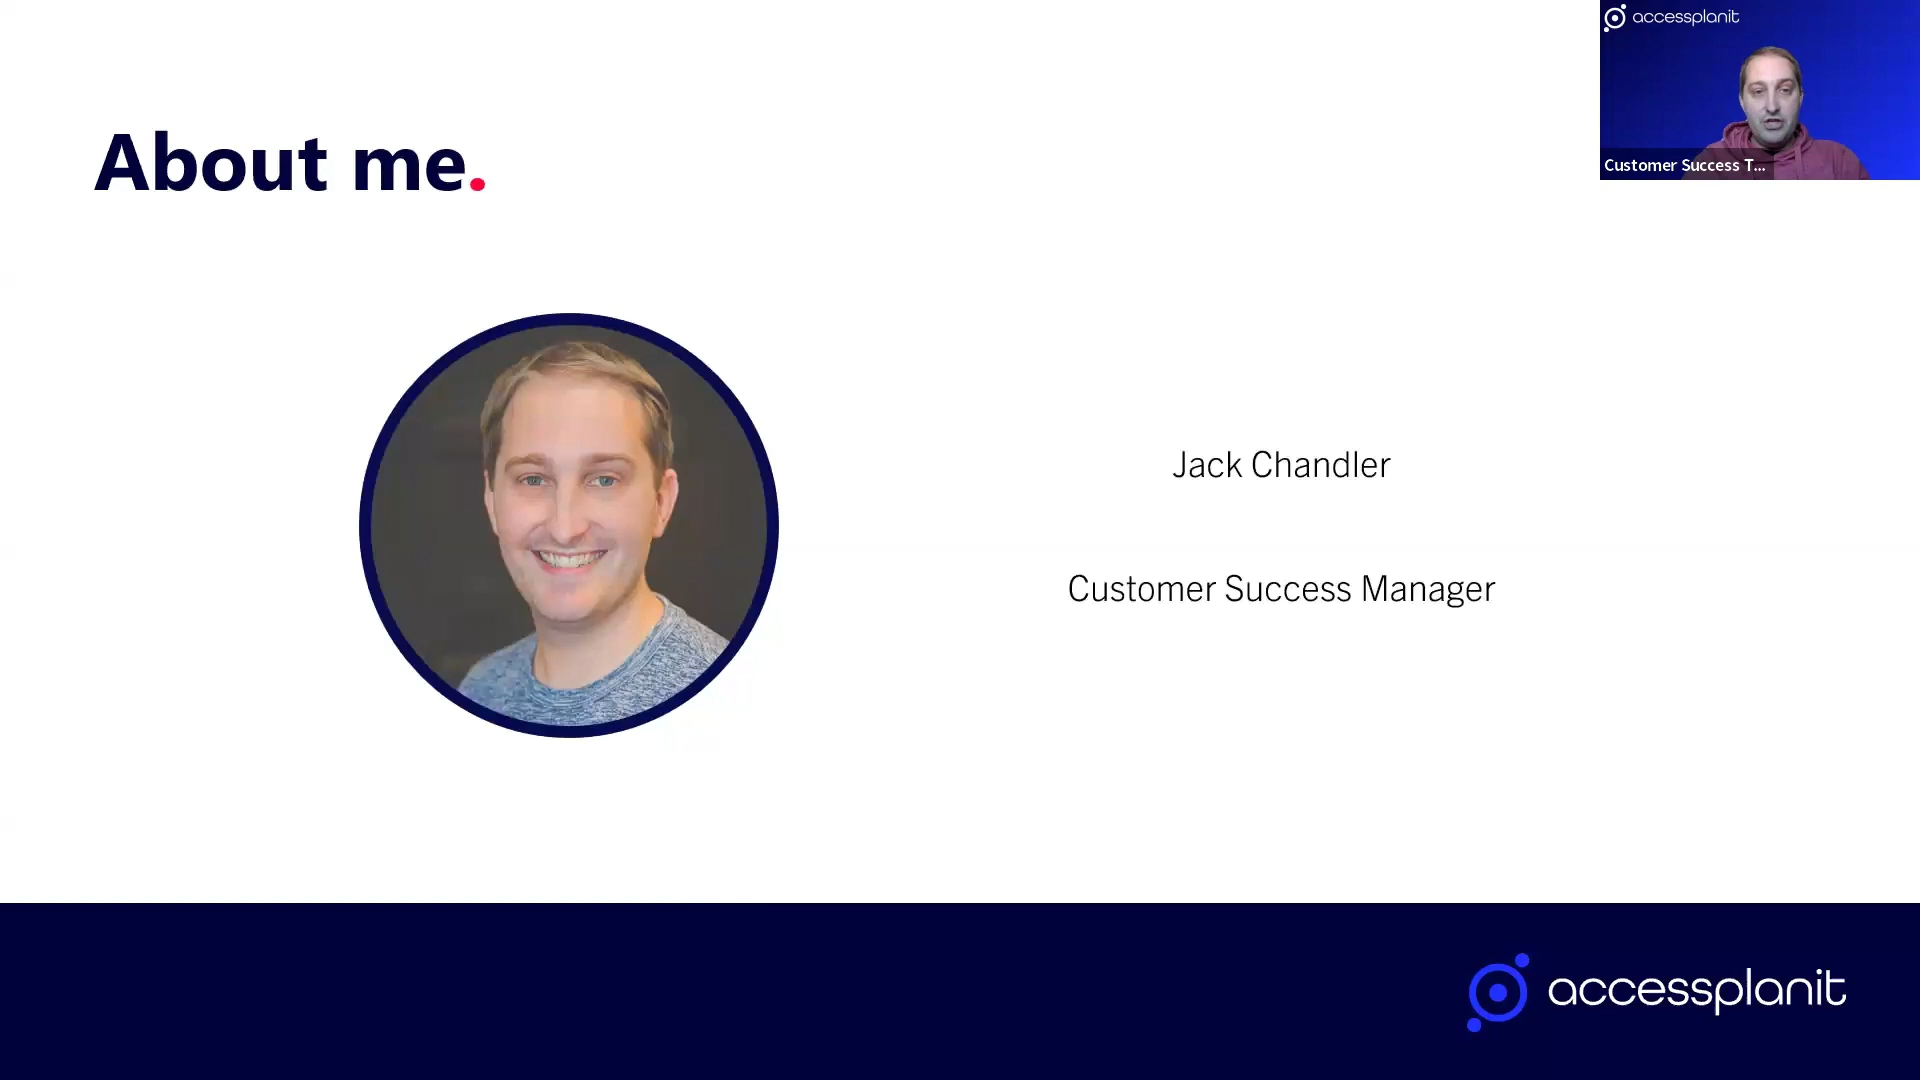 accessplanit
Customer Success T...
About me.
Jack Chandler
Customer Success Manager
accessplanit